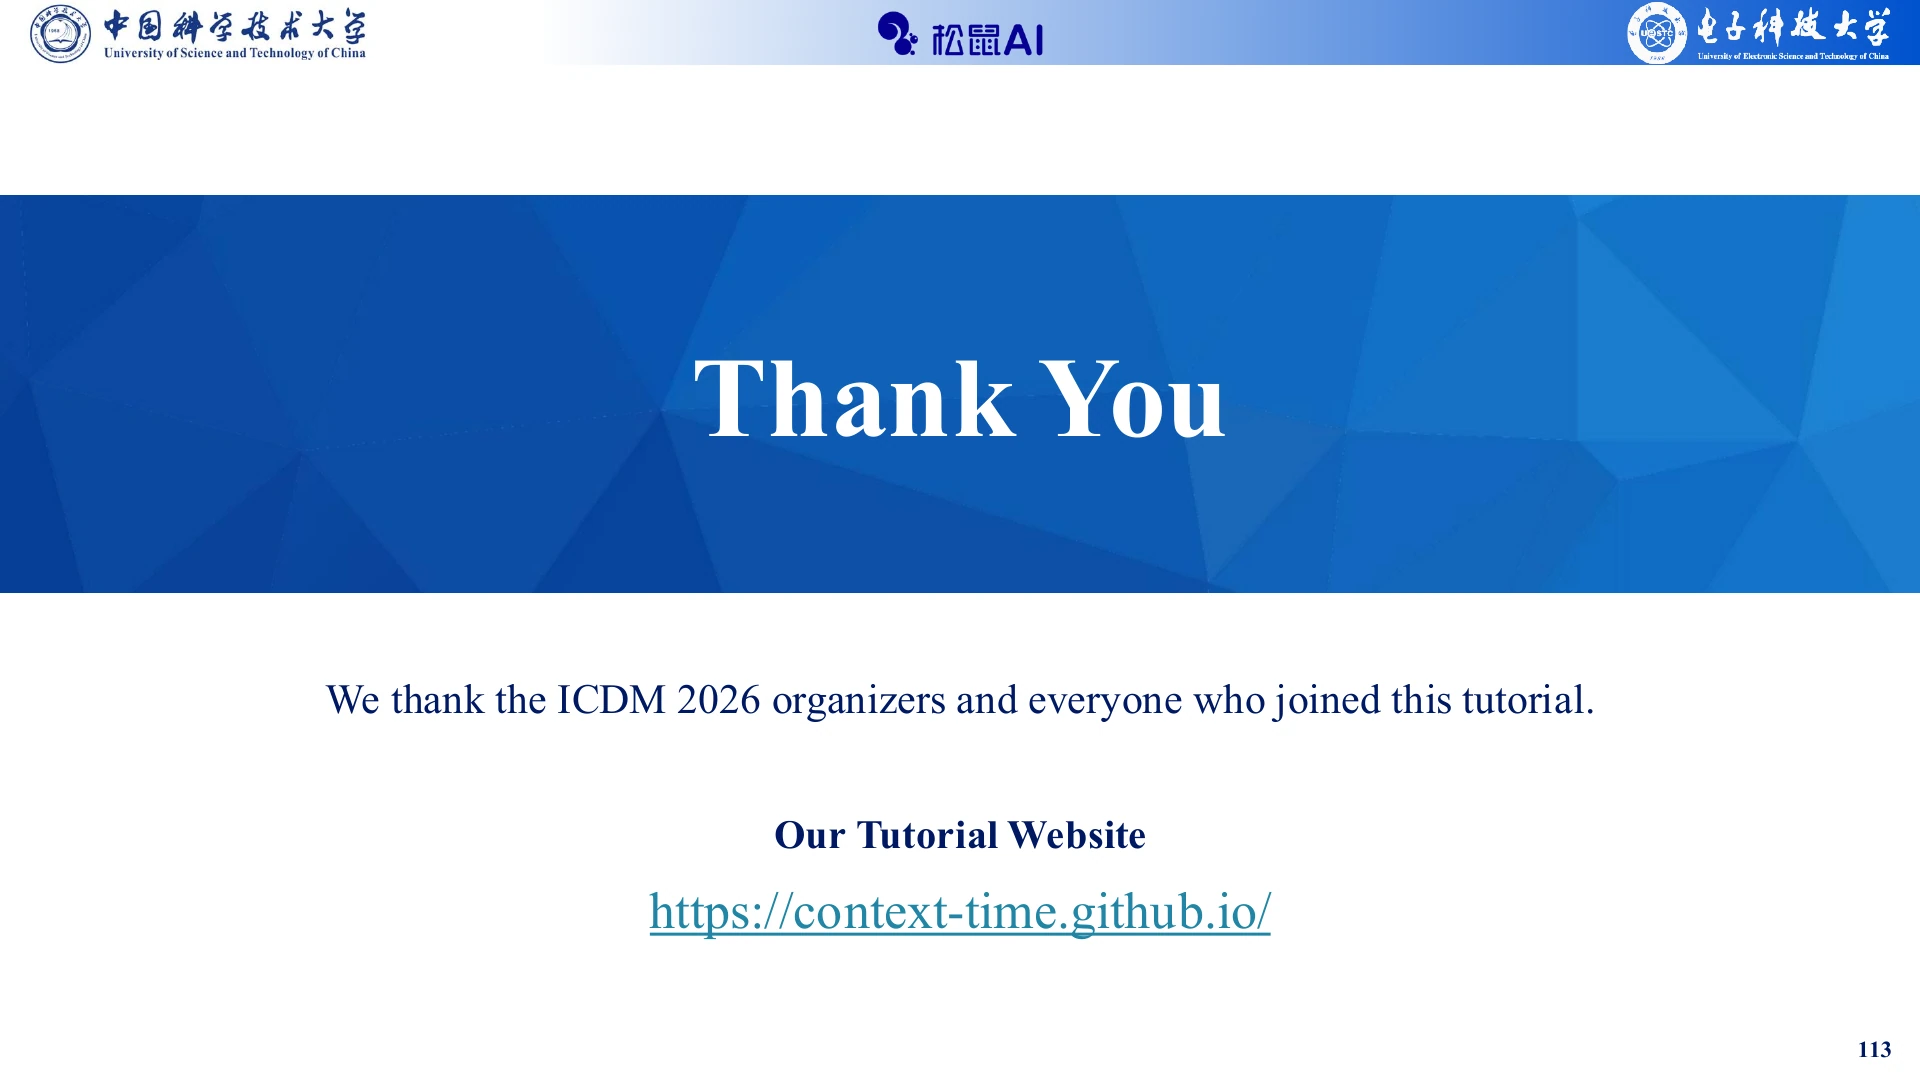 中国科学技术大学
University of Science and Technology of China
松鼠AI
电子科技大学
University of Electronic Science and Technology of China
Thank You
We thank the ICDM 2026 organizers and everyone who joined this tutorial.
Our Tutorial Website
https://context-time.github.io/
113